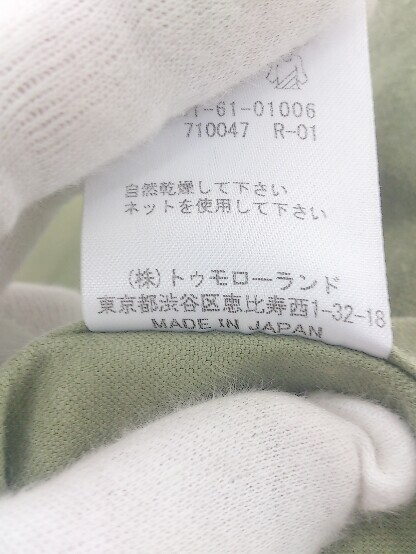 1-61-01006
710047 R-01
自然乾燥して下さい
ネットを使用して下さい
(株)トゥモローランド
東京都渋谷区恵比寿西1-32-18
MADE IN JAPAN